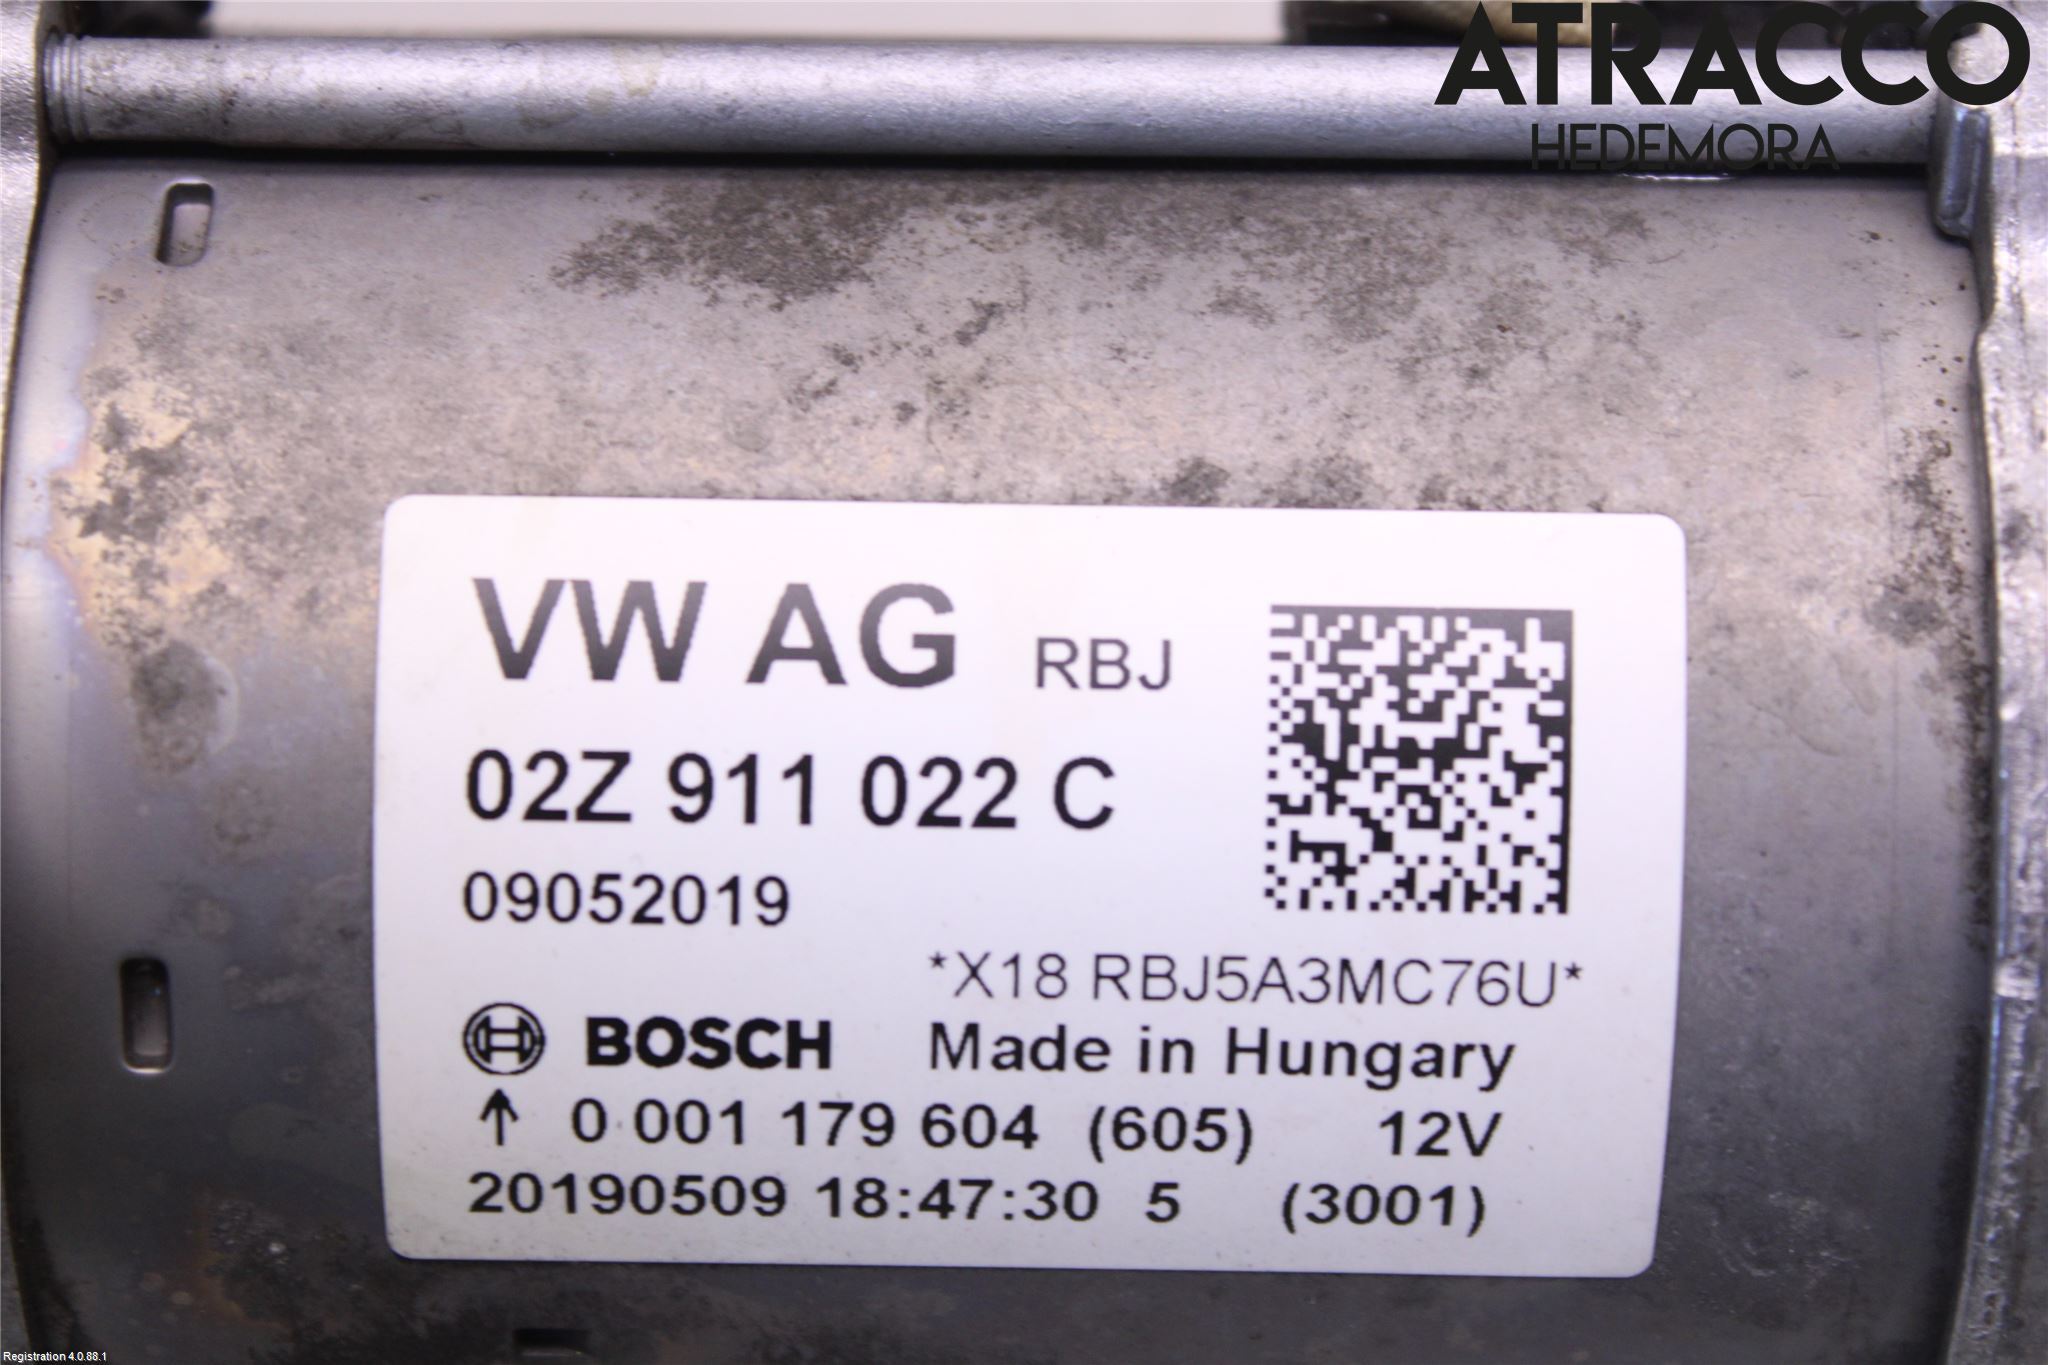 ATRACCO
HEDEMORA
VW AG RBJ
02Z 911 022 C
09052019
*X18 RBJ5A3MC76U*
BOSCH Made in Hungary
↑ 0 001 179 604 (605) 12V
20190509 18:47:30 5 (3001)
Registration 4.0.88.1